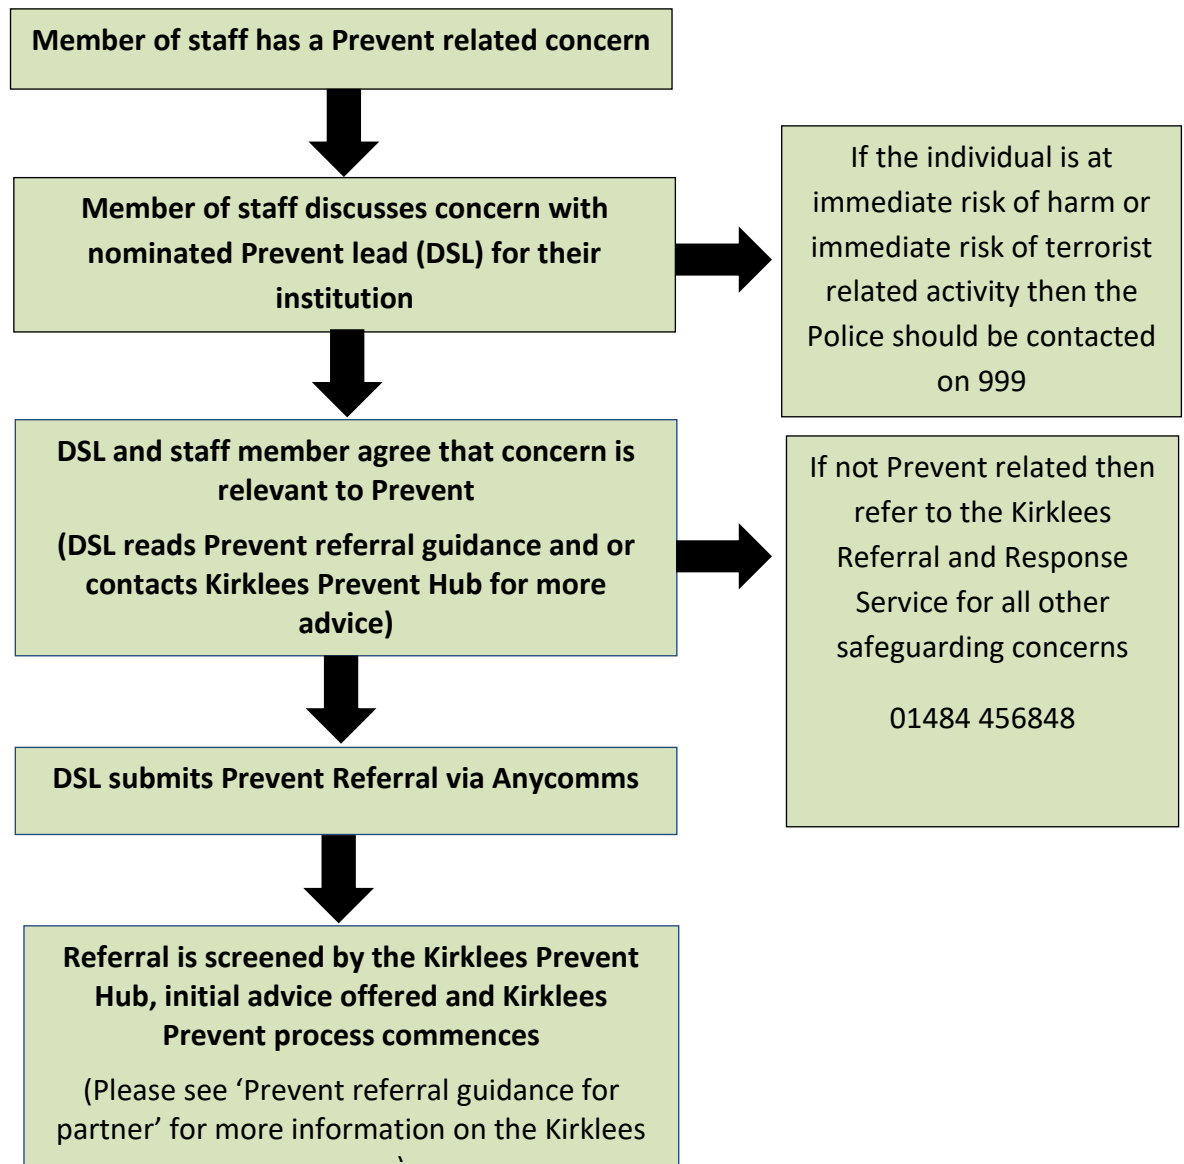 Member of staff has a Prevent related concern
Member of staff discusses concern with
nominated Prevent lead (DSL) for their
institution
If the individual is at
immediate risk of harm or
immediate risk of terrorist
related activity then the
Police should be contacted
on 999
DSL and staff member agree that concern is
relevant to Prevent
(DSL reads Prevent referral guidance and or
contacts Kirklees Prevent Hub for more
advice)
If not Prevent related then
refer to the Kirklees
Referral and Response
Service for all other
safeguarding concerns
01484 456848
DSL submits Prevent Referral via Anycomms
Referral is screened by the Kirklees Prevent
Hub, initial advice offered and Kirklees
Prevent process commences
(Please see ‘Prevent referral guidance for
partner’ for more information on the Kirklees